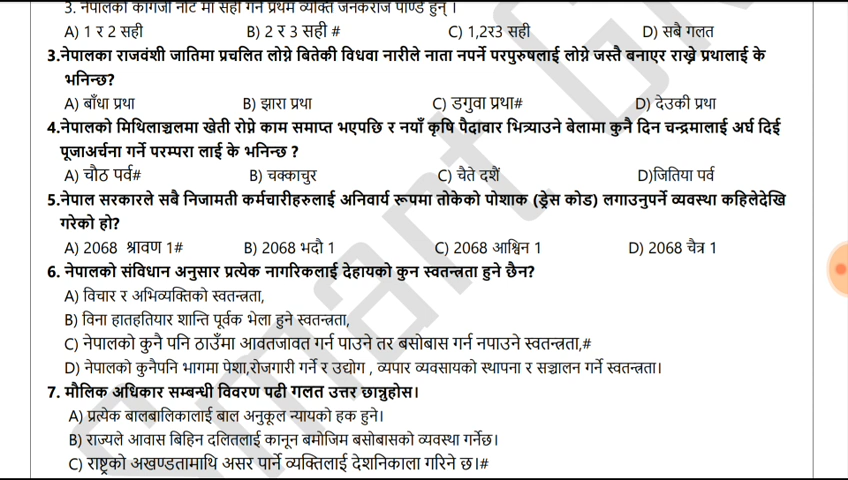 3. नेपालको कागजी नोट मा सही गर्ने प्रथम व्यक्ति जनकराज पाण्डे हुन् ।
A) 1 र 2 सही B) 2 र 3 सही # C) 1,2र3 सही D) सबै गलत
3.नेपालका राजवंशी जातिमा प्रचलित लोग्ने बितेकी विधवा नारीले नाता नपर्ने परपुरुषलाई लोग्ने जस्तै बनाएर राख्ने प्रथालाई के
भनिन्छ?
A) बाँधा प्रथा B) झारा प्रथा C) डगुवा प्रथा# D) देउकी प्रथा
4.नेपालको मिथिलाञ्चलमा खेती रोप्ने काम समाप्त भएपछि र नयाँ कृषि पैदावार भित्र्याउने बेलामा कुनै दिन चन्द्रमालाई अर्घ दिई
पूजाअर्चना गर्ने परम्परा लाई के भनिन्छ ?
A) चौठ पर्व# B) चक्काचुर C) चैते दशैं D)जितिया पर्व
5.नेपाल सरकारले सबै निजामती कर्मचारीहरुलाई अनिवार्य रूपमा तोकेको पोशाक (ड्रेस कोड) लगाउनुपर्ने व्यवस्था कहिलेदेखि
गरेको हो?
A) 2068 श्रावण 1# B) 2068 भदौ 1 C) 2068 आश्विन 1 D) 2068 चैत्र 1
6. नेपालको संविधान अनुसार प्रत्येक नागरिकलाई देहायको कुन स्वतन्त्रता हुने छैन?
A) विचार र अभिव्यक्तिको स्वतन्त्रता,
B) विना हातहतियार शान्ति पूर्वक भेला हुने स्वतन्त्रता,
C) नेपालको कुनै पनि ठाउँमा आवतजावत गर्न पाउने तर बसोबास गर्न नपाउने स्वतन्त्रता,#
D) नेपालको कुनैपनि भागमा पेशा,रोजगारी गर्ने र उद्योग , व्यपार व्यवसायको स्थापना र सञ्चालन गर्ने स्वतन्त्रता।
7. मौलिक अधिकार सम्बन्धी विवरण पढी गलत उत्तर छान्नुहोस।
A) प्रत्येक बालबालिकालाई बाल अनुकूल न्यायको हक हुने।
B) राज्यले आवास बिहिन दलितलाई कानून बमोजिम बसोबासको व्यवस्था गर्नेछ।
C) राष्ट्रको अखण्डतामाथि असर पार्ने व्यक्तिलाई देशनिकाला गरिने छ।#